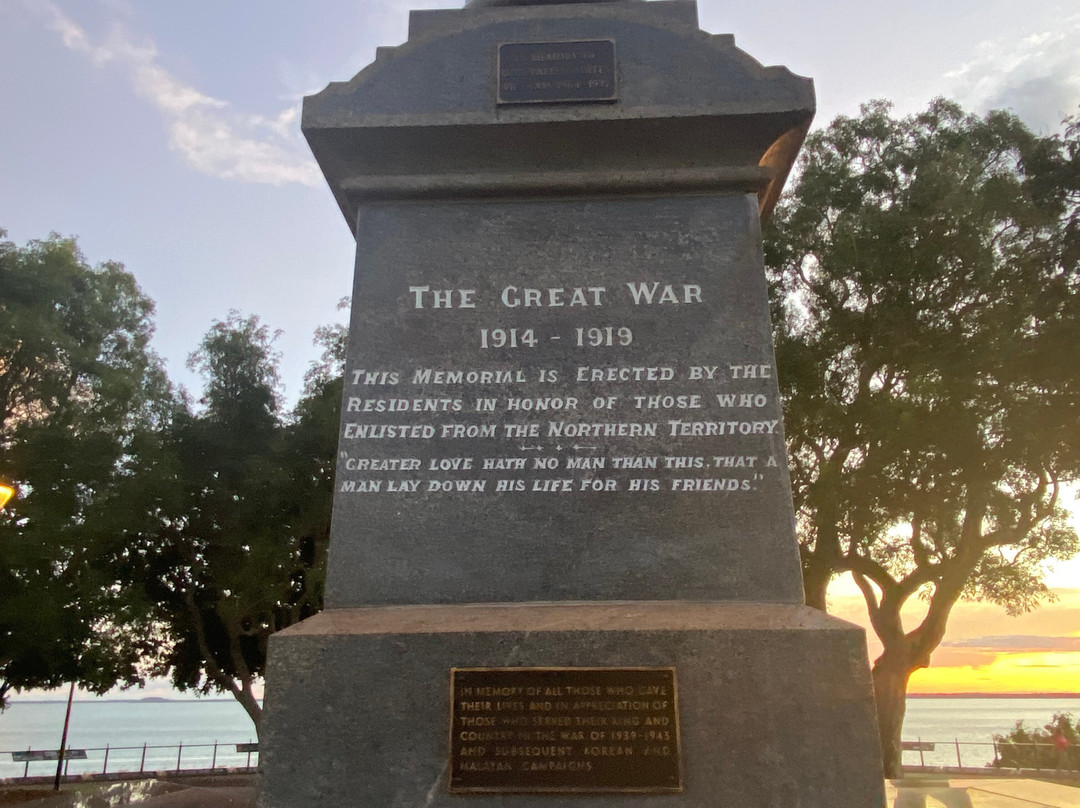 THE GREAT WAR
1914 - 1919
THIS MEMORIAL IS ERECTED BY THE
RESIDENTS IN HONOR OF THOSE WHO
ENLISTED FROM THE NORTHERN TERRITORY
"GREATER LOVE HATH NO MAN THAN THIS, THAT A
MAN LAY DOWN HIS LIFE FOR HIS FRIENDS."
IN MEMORY OF ALL THOSE WHO GAVE
THEIR LIVES AND IN APPRECIATION OF
THOSE WHO SERVED THEIR KING AND
COUNTRY IN THE WAR OF 1939-1945
AND SUBSEQUENT KOREAN AND
MALAYAN CAMPAIGNS